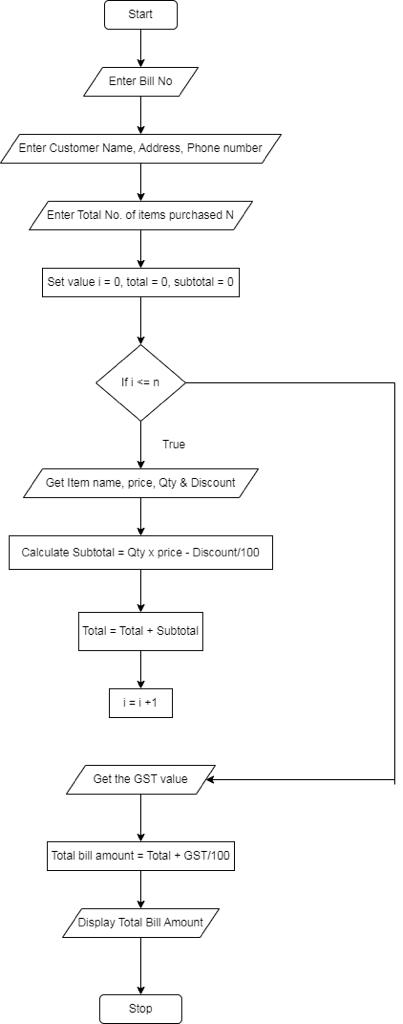 Start
Enter Bill No
Enter Customer Name, Address, Phone number
Enter Total No. of items purchased N
Set value i = 0, total = 0, subtotal = 0
If i <= n
True
Get Item name, price, Qty & Discount
Calculate Subtotal = Qty x price - Discount/100
Total = Total + Subtotal
i = i +1
Get the GST value
Total bill amount = Total + GST/100
Display Total Bill Amount
Stop